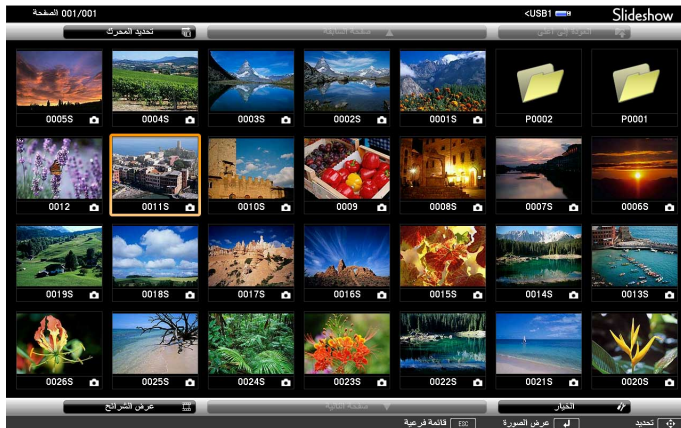 Slideshow
<USB1
001/001 الصفحة
العودة إلى أعلى
صفحة السابقة
تحديد المحرك
P0001
P0002
0001S
0002S
0003S
0004S
0005S
0006S
0007S
0008S
0009
0010S
0011S
0012
0013S
0014S
0015S
0016S
0017S
0018S
0019S
0020S
0021S
0022S
0023S
0024S
0025S
0026S
الخيار
صفحة التالية
عرض الشرائح
تحديد
عرض الصورة
ESC قائمة فرعية